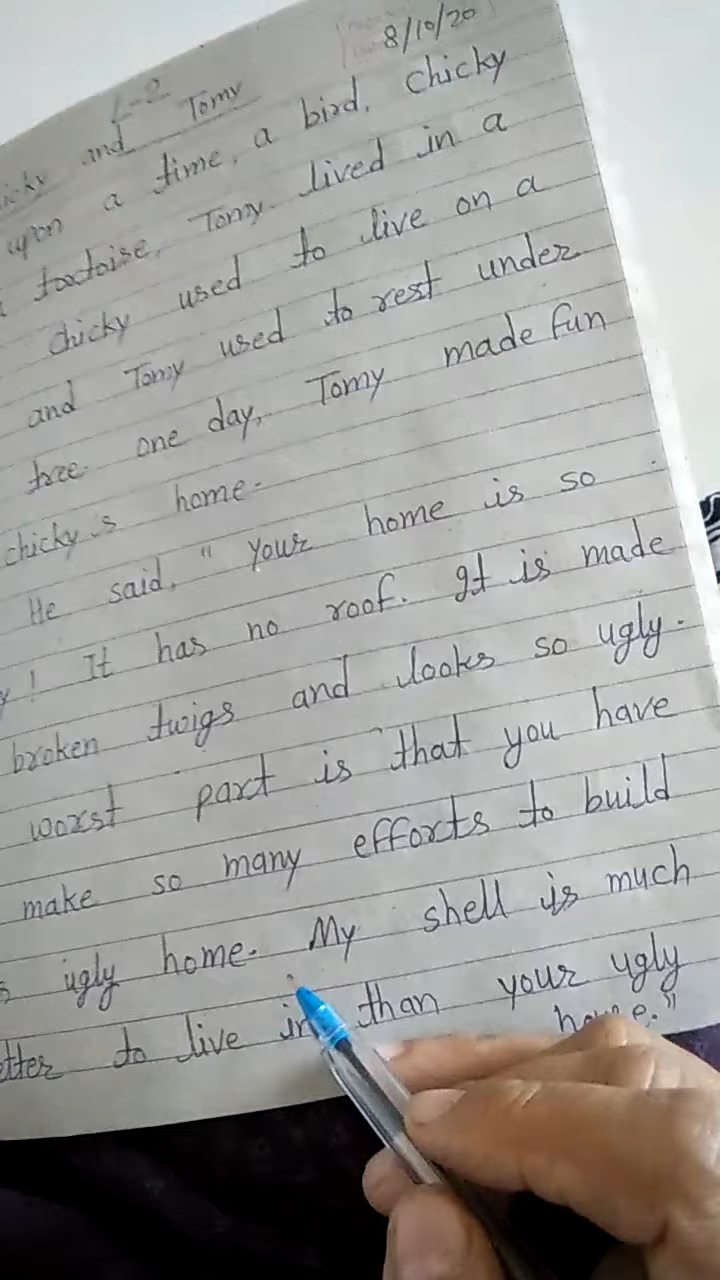 8/10/20
L-2
and Tomy
upon a time, a bird, Chicky
tortoise, Tomy lived in a
Chicky used to live on a
and Tomy used to rest under
tree one day, Tomy made fun
chicky's home.
He said, " Your home is so
! It has no roof. It is made
broken twigs and looks so ugly.
worst part is that you have
make so many efforts to build
ugly home. My shell is much
to live in than your ugly
home."